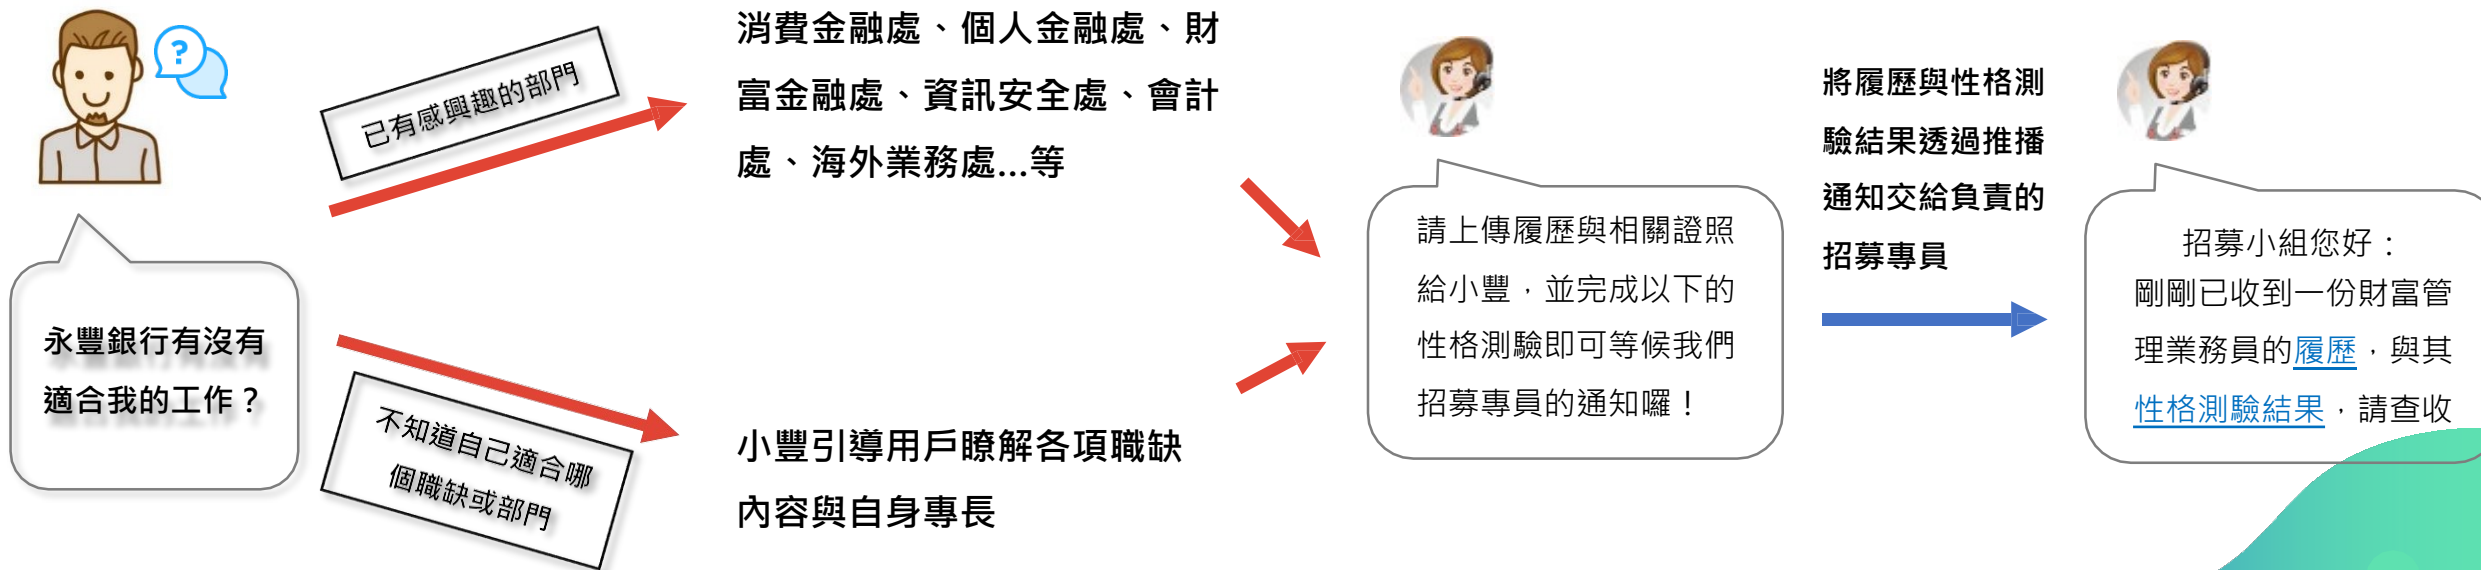 ?
永豐銀行有沒有
適合我的工作？
已有感興趣的部門
不知道自己適合哪
個職缺或部門
消費金融處、個人金融處、財
富金融處、資訊安全處、會計
處、海外業務處...等
小豐引導用戶瞭解各項職缺
內容與自身專長
請上傳履歷與相關證照
給小豐，並完成以下的
性格測驗即可等候我們
招募專員的通知囉！
將履歷與性格測
驗結果透過推播
通知交給負責的
招募專員
招募小組您好：
剛剛已收到一份財富管
理業務員的履歷，與其
性格測驗結果，請查收